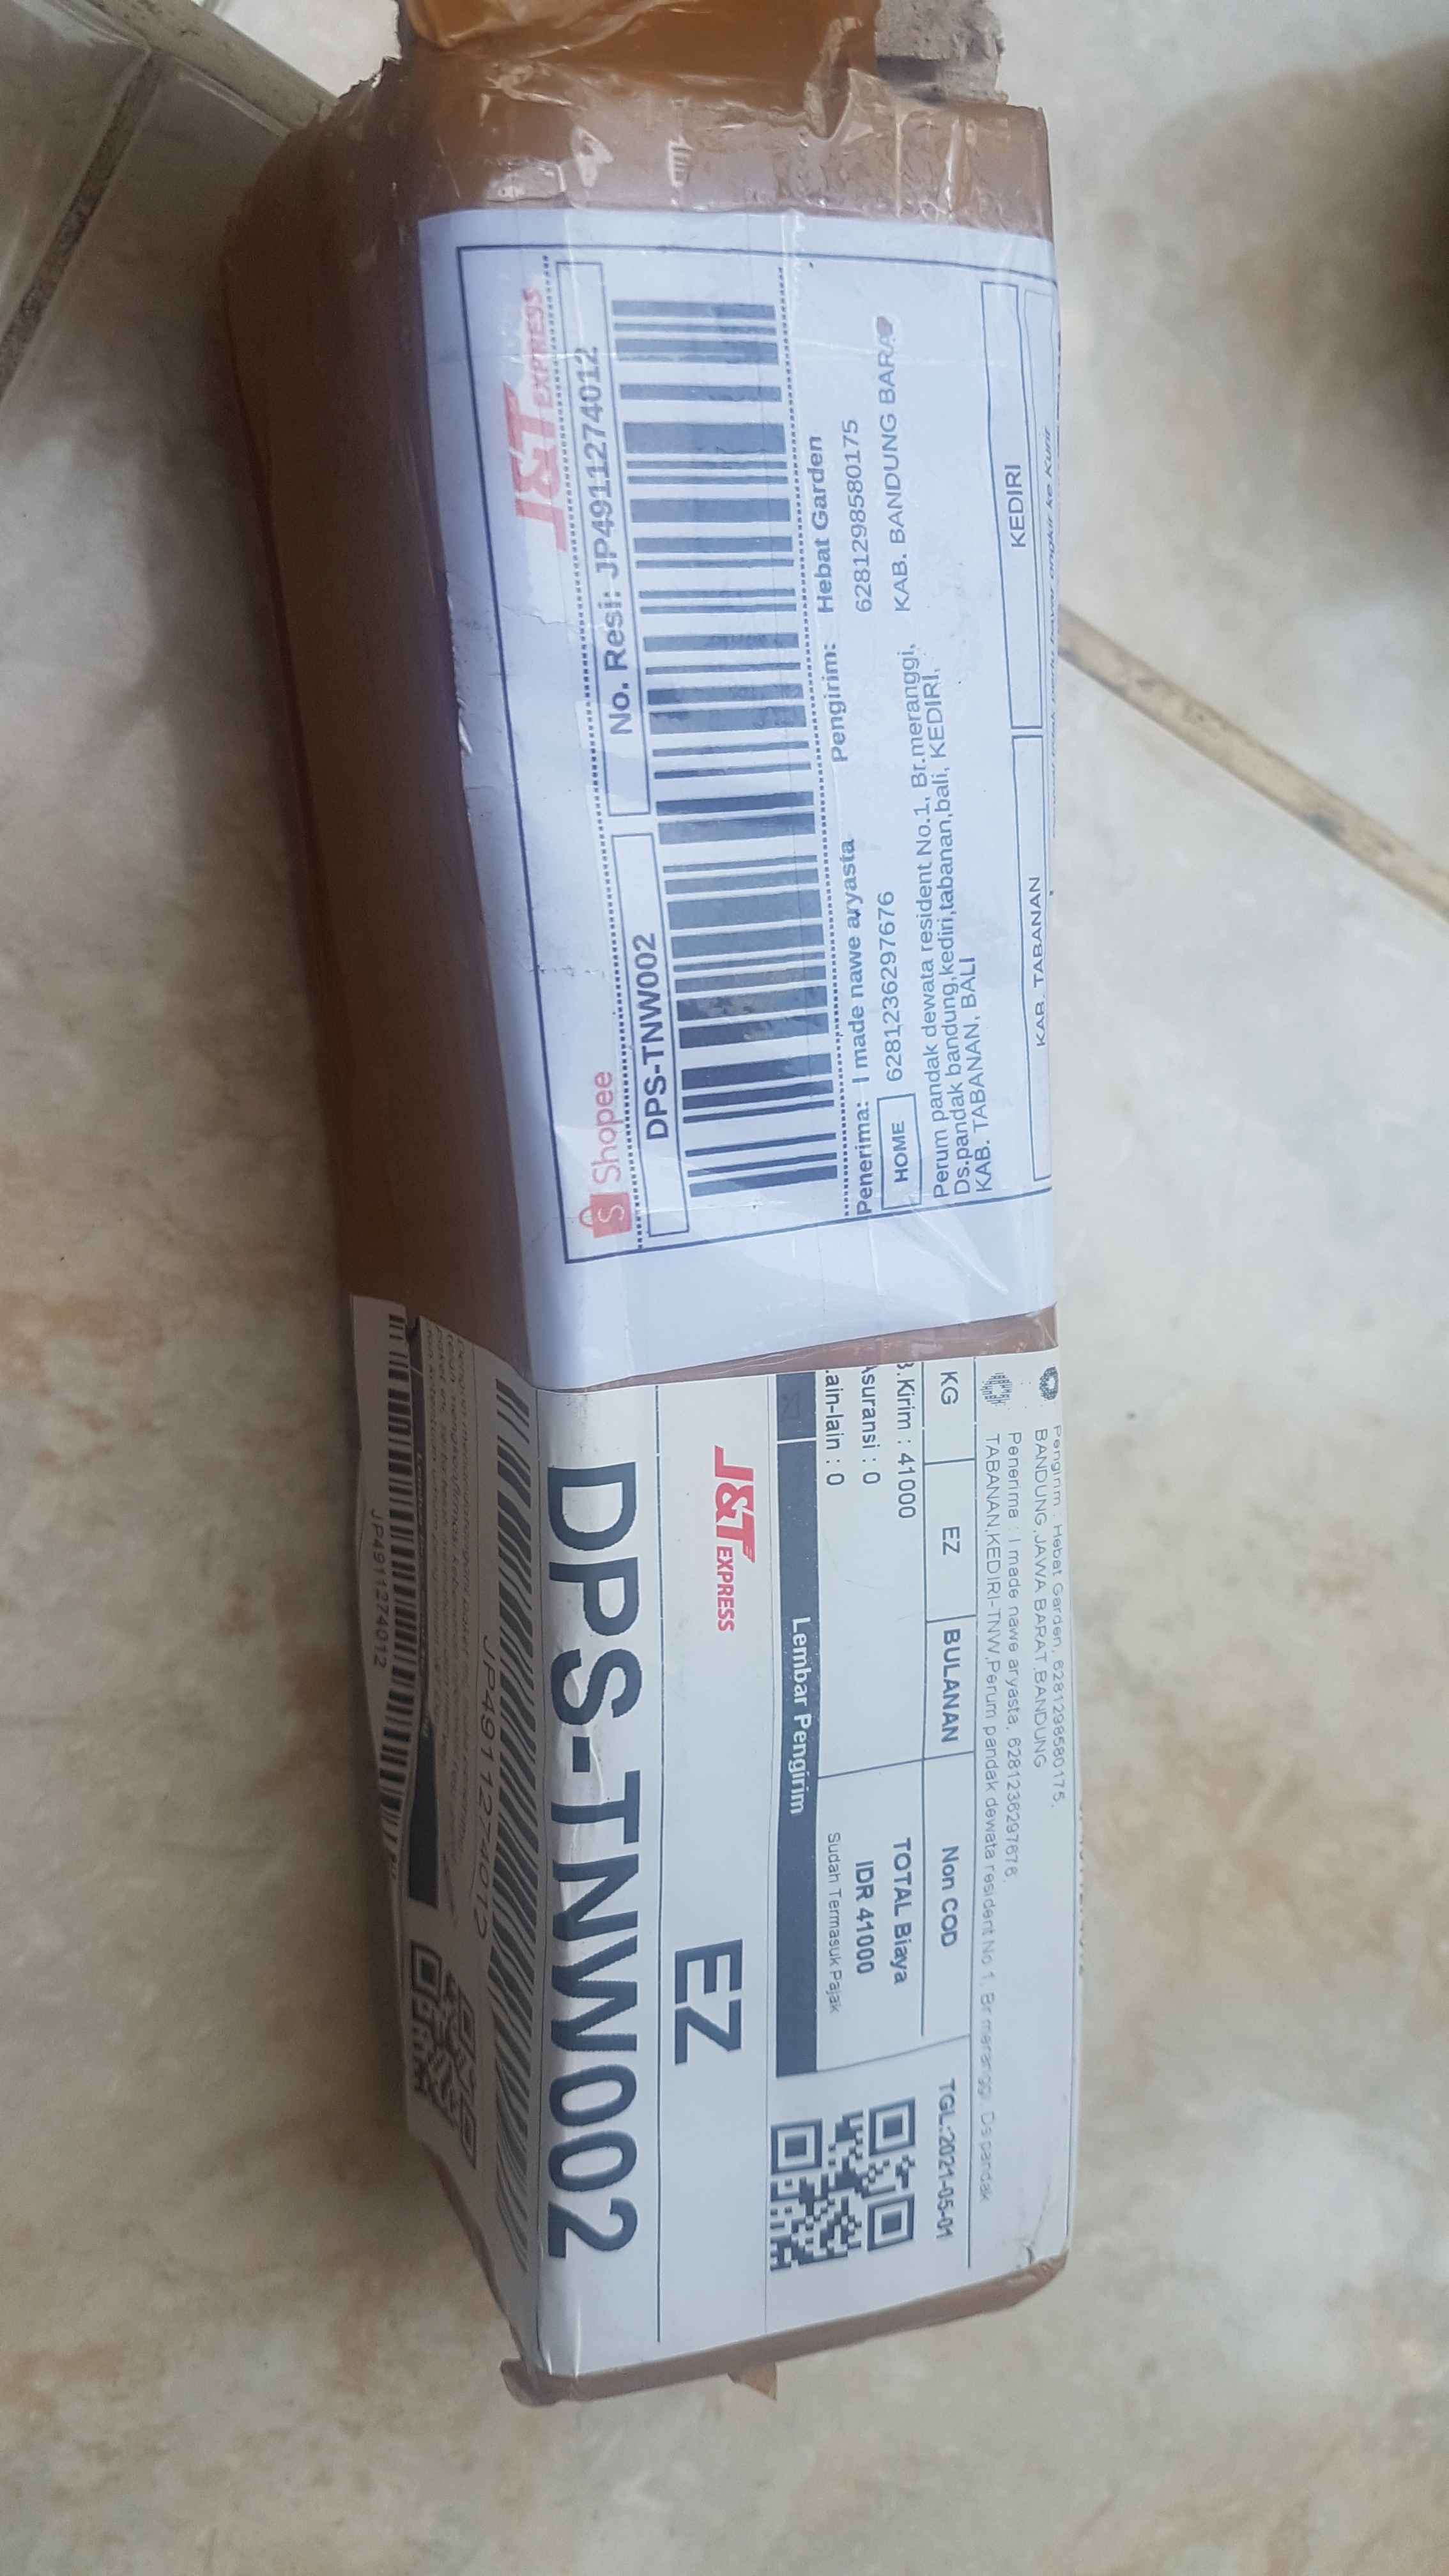 Shopee
J&T EXPRESS
DPS-TNW002
No. Resi: JP4911274012
Penerima: I made nawe aryasta
HOME 6281236297676
Perum pandak dewata resident No.1, Br.meranggi,
Ds.pandak bandung,kediri,tabanan,bali, KEDIRI,
KAB. TABANAN, BALI
Pengirim: Hebat Garden
6281298580175
KAB. BANDUNG BARA
KAB. TABANAN
KEDIRI
Pengirim : Hebat Garden, 6281298580175,
BANDUNG,JAWA BARAT,BANDUNG
Penerima : I made nawe aryasta, 6281236297676,
TABANAN,KEDIRI-TNW,Perum pandak dewata resident No 1, Br meranggi, Ds pandak
KG
EZ
BULANAN
Non COD
TGL:2021-05-01
.Kirim : 41000
suransi : 0
ain-lain : 0
TOTAL Biaya
IDR 41000
Sudah Termasuk Pajak
Lembar Pengirim
J&T EXPRESS
EZ
DPS-TNW002
JP4911274012
JP4911274012